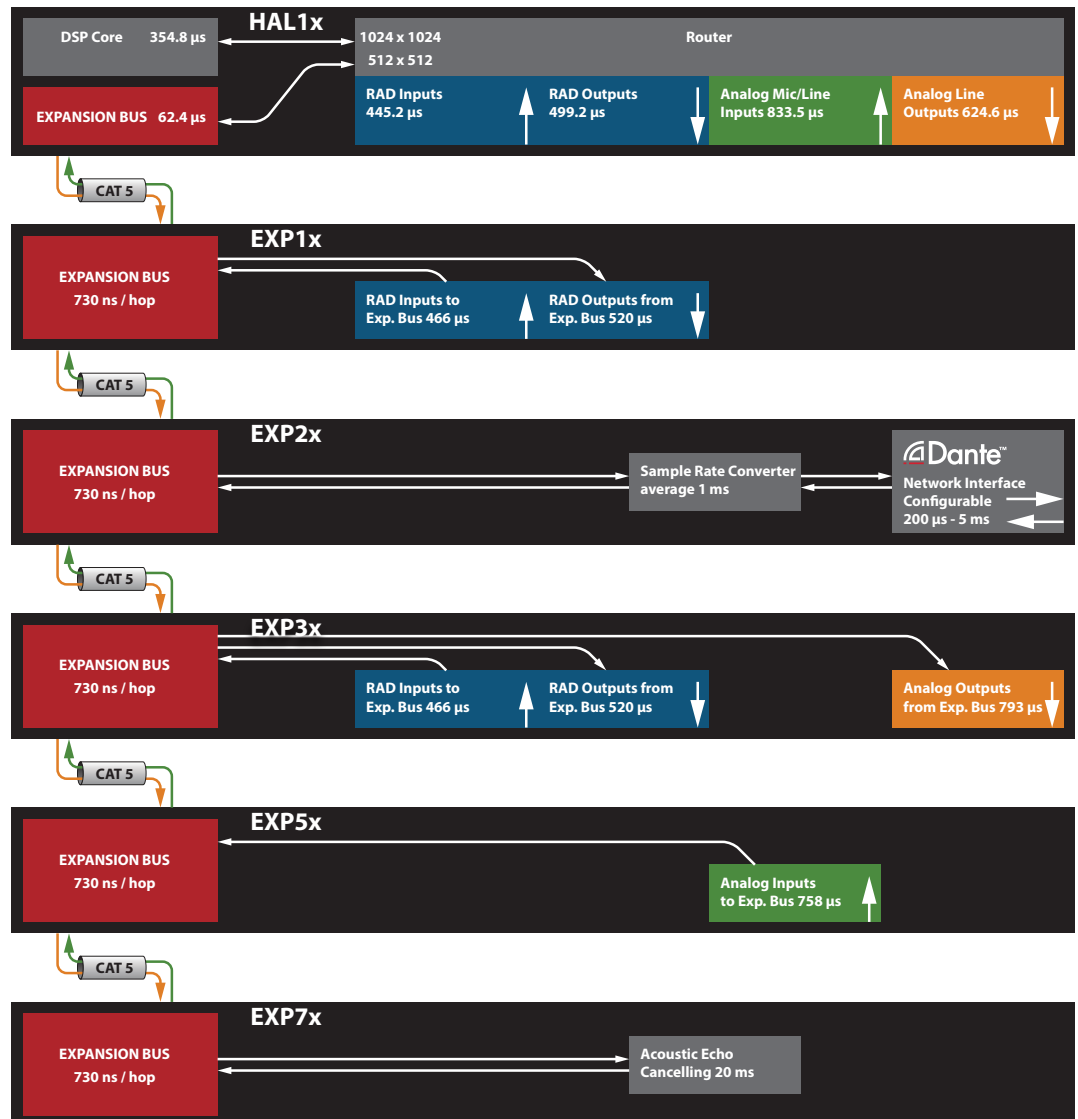 HAL1x
DSP Core 354.8 µs
1024 x 1024
Router
512 x 512
EXPANSION BUS 62.4 µs
RAD Inputs
445.2 µs
RAD Outputs
499.2 µs
Analog Mic/Line
Inputs 833.5 µs
Analog Line
Outputs 624.6 µs
CAT 5
EXP1x
EXPANSION BUS
730 ns / hop
RAD Inputs to
Exp. Bus 466 µs
RAD Outputs from
Exp. Bus 520 µs
CAT 5
EXP2x
EXPANSION BUS
730 ns / hop
Sample Rate Converter
average 1 ms
Dante™
Network Interface
Configurable
200 µs - 5 ms
CAT 5
EXP3x
EXPANSION BUS
730 ns / hop
RAD Inputs to
Exp. Bus 466 µs
RAD Outputs from
Exp. Bus 520 µs
Analog Outputs
from Exp. Bus 793 µs
CAT 5
EXP5x
EXPANSION BUS
730 ns / hop
Analog Inputs
to Exp. Bus 758 µs
CAT 5
EXP7x
EXPANSION BUS
730 ns / hop
Acoustic Echo
Cancelling 20 ms